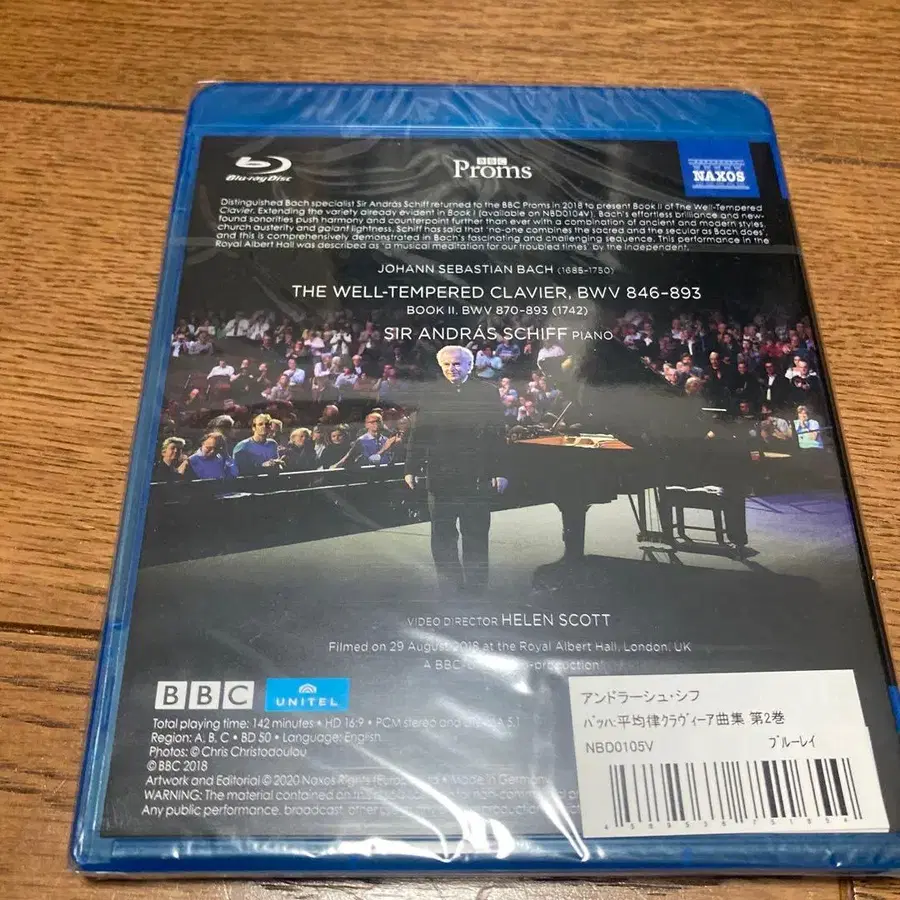 Blu-ray Disc
BBC
Proms
NAXOS
Distinguished Bach specialist Sir András Schiff returned to the BBC Proms in 2018 to present Book II of The Well-Tempered
Clavier. Extending the variety already evident in Book I (available on NBD0104V), Bach's effortless brilliance and new-
found sonorities push harmony and counterpoint further than ever with a combination of ancient and modern styles,
church austerity and galant lightness. Schiff has said that 'no-one combines the sacred and the secular as Bach does',
and this is comprehensively demonstrated in Bach's fascinating and challenging sequence. This performance in the
Royal Albert Hall was described as 'a musical meditation for our troubled times' by the Independent.
JOHANN SEBASTIAN BACH (1685–1750)
THE WELL-TEMPERED CLAVIER, BWV 846–893
BOOK II, BWV 870–893 (1742)
SIR ANDRÁS SCHIFF PIANO
VIDEO DIRECTOR HELEN SCOTT
Filmed on 29 August 2018 at the Royal Albert Hall, London, UK
A BBC production
BBC
UNITEL
Total playing time: 142 minutes • HD 16:9 • PCM stereo and 5.1
Region: A, B, C • BD 50 • Language: English
Photos: © Chris Christodoulou
© BBC 2018
Artwork and Editorial © 2020 Naxos Rights • Made in Germany
WARNING: The material contained on
Any public performance, broadcast,
アンドラーシュ・シフ
バッハ:平均律クラヴィーア曲集 第2巻
NBD0105V
ブルーレイ